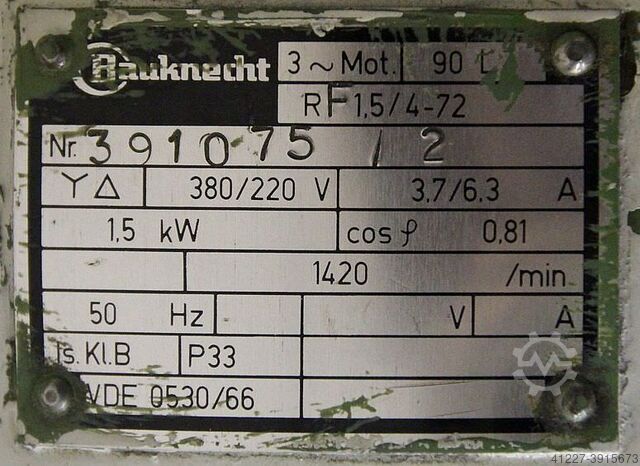 Bauknecht 3~Mot. 90 L
RF 1,5/4-72
Nr. 391075 / 2
Y △ 380/220 V 3,7/6,3 A
1,5 kW cos φ 0,81
1420 /min
50 Hz V A
Is. Kl.B P33
VDE 0530/66
41227-3915673